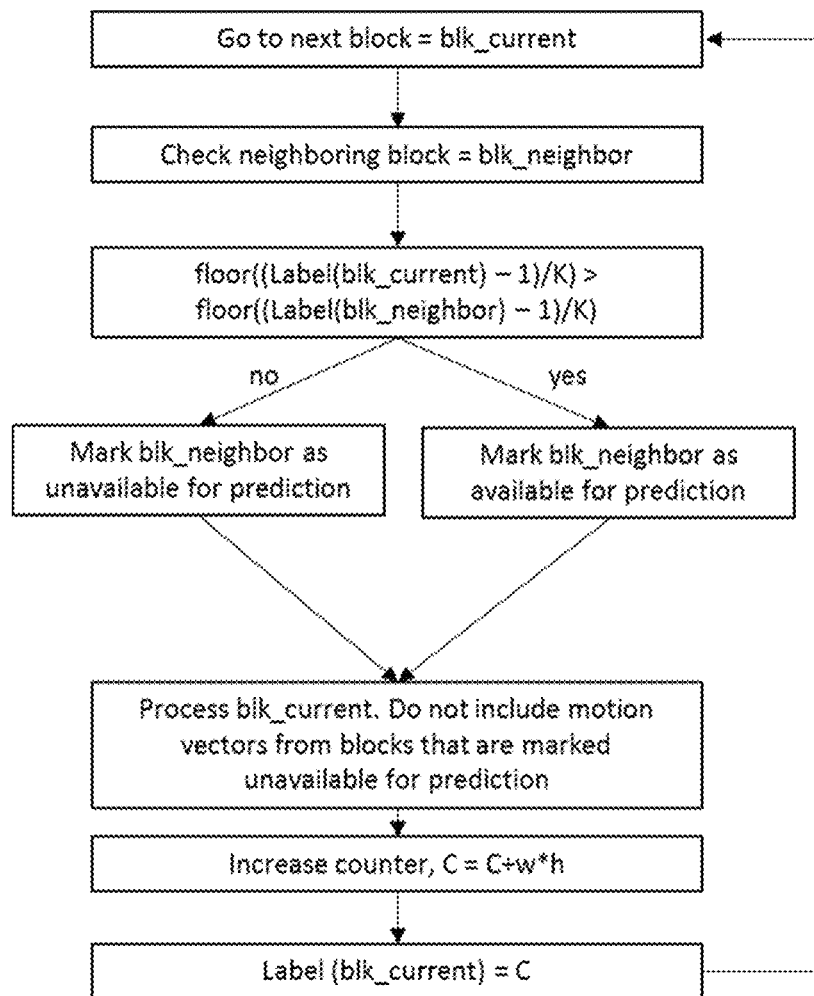 Go to next block = blk_current
Check neighboring block = blk_neighbor
floor((Label(blk_current) – 1)/K) >
floor((Label(blk_neighbor) – 1)/K)
no
yes
Mark blk_neighbor as
unavailable for prediction
Mark blk_neighbor as
available for prediction
Process blk_current. Do not include motion
vectors from blocks that are marked
unavailable for prediction
Increase counter, C = C+w*h
Label (blk_current) = C